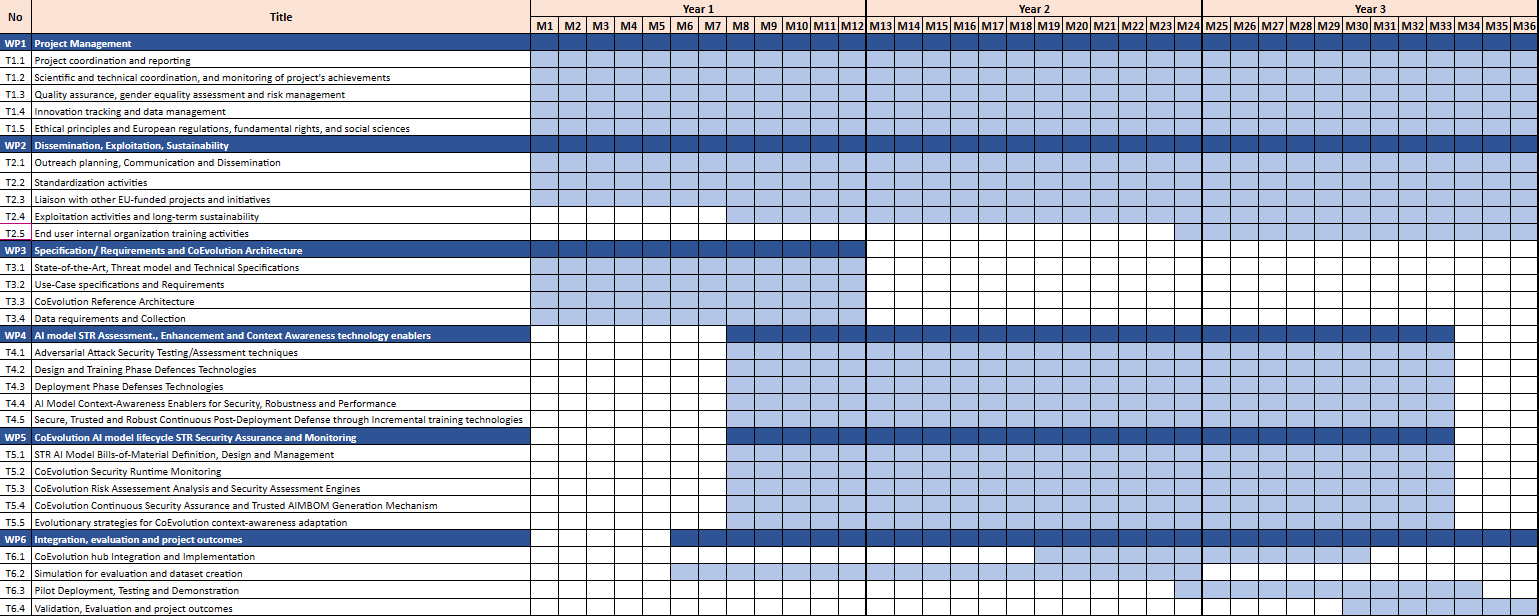 No Title Year 1 Year 2 Year 3
M1 M2 M3 M4 M5 M6 M7 M8 M9 M10 M11 M12 M13 M14 M15 M16 M17 M18 M19 M20 M21 M22 M23 M24 M25 M26 M27 M28 M29 M30 M31 M32 M33 M34 M35 M36
WP1 Project Management
T1.1 Project coordination and reporting
T1.2 Scientific and technical coordination, and monitoring of project's achievements
T1.3 Quality assurance, gender equality assessment and risk management
T1.4 Innovation tracking and data management
T1.5 Ethical principles and European regulations, fundamental rights, and social sciences
WP2 Dissemination, Exploitation, Sustainability
T2.1 Outreach planning, Communication and Dissemination
T2.2 Standardization activities
T2.3 Liaison with other EU-funded projects and initiatives
T2.4 Exploitation activities and long-term sustainability
T2.5 End user internal organization training activities
WP3 Specification/ Requirements and CoEvolution Architecture
T3.1 State-of-the-Art, Threat model and Technical Specifications
T3.2 Use-Case specifications and Requirements
T3.3 CoEvolution Reference Architecture
T3.4 Data requirements and Collection
WP4 AI model STR Assessment., Enhancement and Context Awareness technology enablers
T4.1 Adversarial Attack Security Testing/Assessment techniques
T4.2 Design and Training Phase Defences Technologies
T4.3 Deployment Phase Defenses Technologies
T4.4 AI Model Context-Awareness Enablers for Security, Robustness and Performance
T4.5 Secure, Trusted and Robust Continuous Post-Deployment Defense through Incremental training technologies
WP5 CoEvolution AI model lifecycle STR Security Assurance and Monitoring
T5.1 STR AI Model Bills-of-Material Definition, Design and Management
T5.2 CoEvolution Security Runtime Monitoring
T5.3 CoEvolution Risk Assessement Analysis and Security Assessment Engines
T5.4 CoEvolution Continuous Security Assurance and Trusted AIMBOM Generation Mechanism
T5.5 Evolutionary strategies for CoEvolution context-awareness adaptation
WP6 Integration, evaluation and project outcomes
T6.1 CoEvolution hub Integration and Implementation
T6.2 Simulation for evaluation and dataset creation
T6.3 Pilot Deployment, Testing and Demonstration
T6.4 Validation, Evaluation and project outcomes